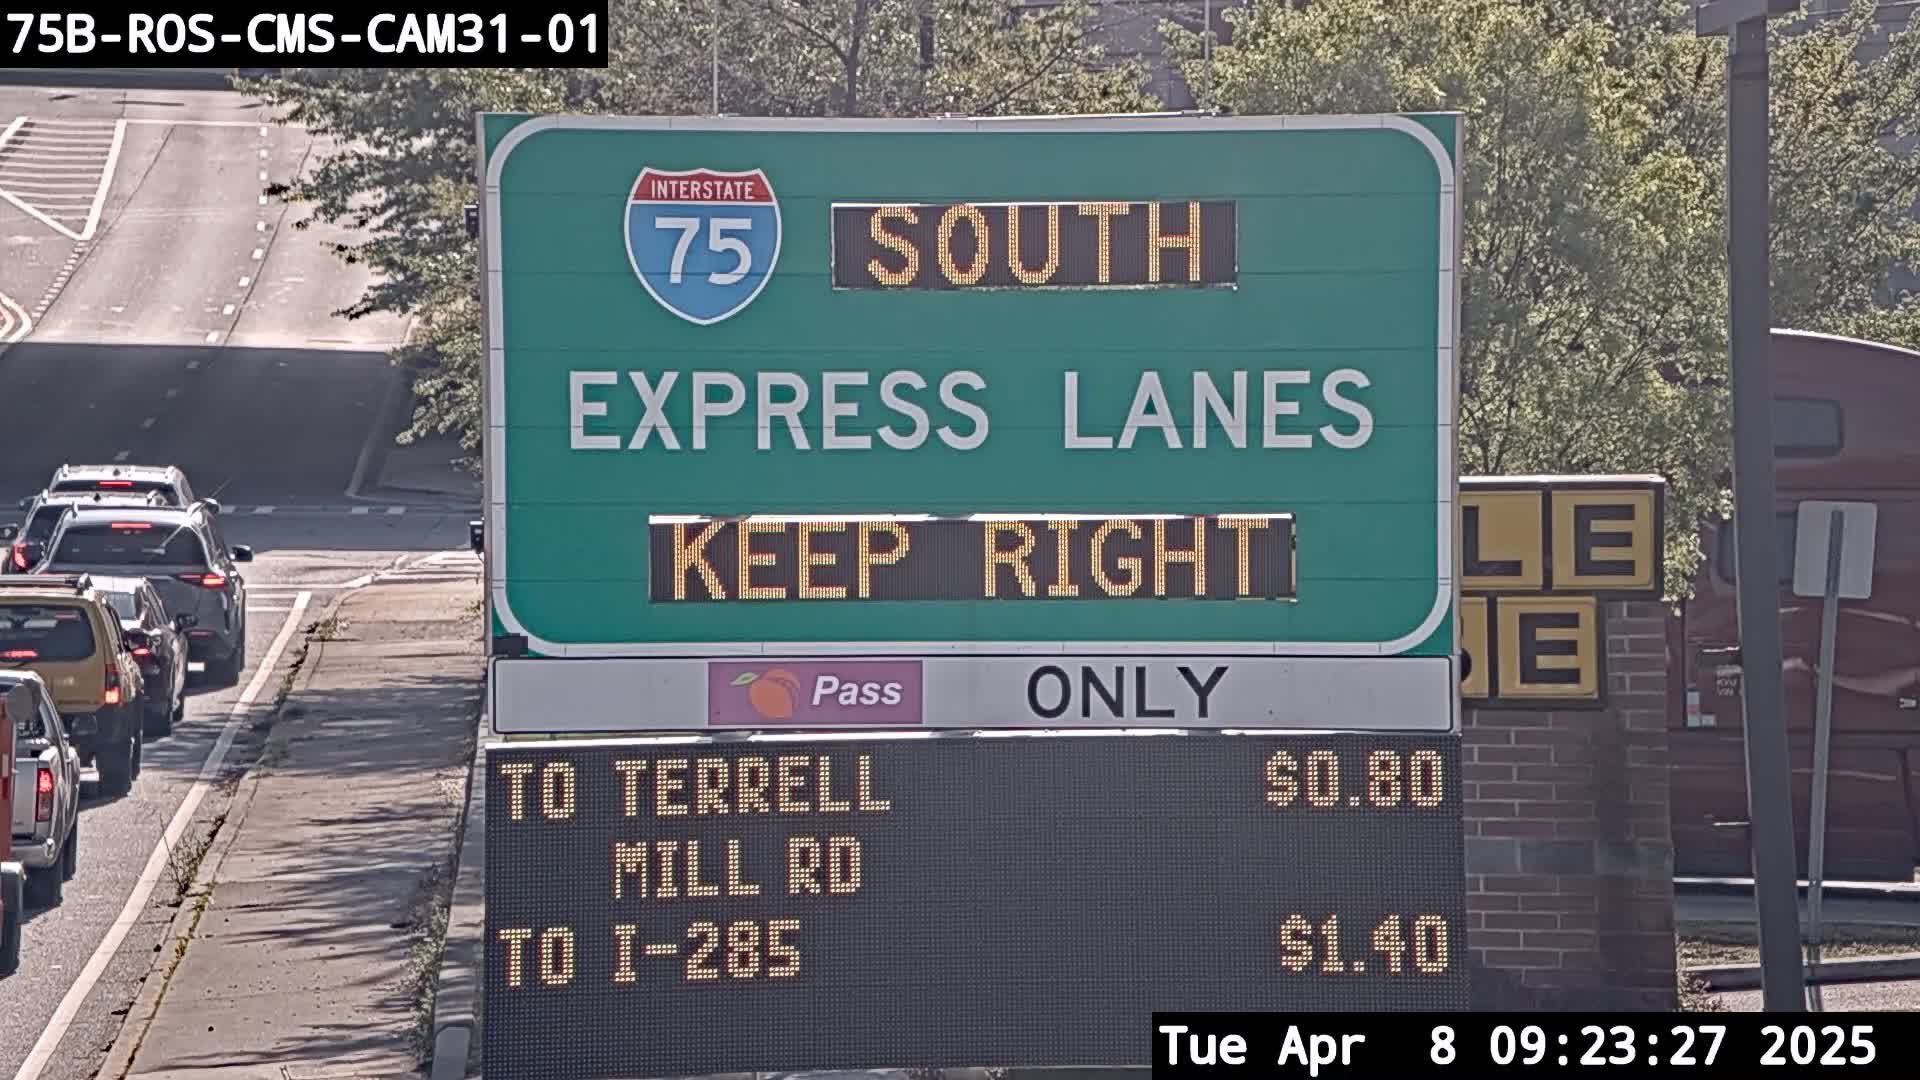 75B-ROS-CMS-CAM31-01
INTERSTATE
75
SOUTH
EXPRESS LANES
KEEP RIGHT
LE
E
Pass ONLY
TO TERRELL $0.80
MILL RD
TO I-285 $1.40
Tue Apr 8 09:23:27 2025